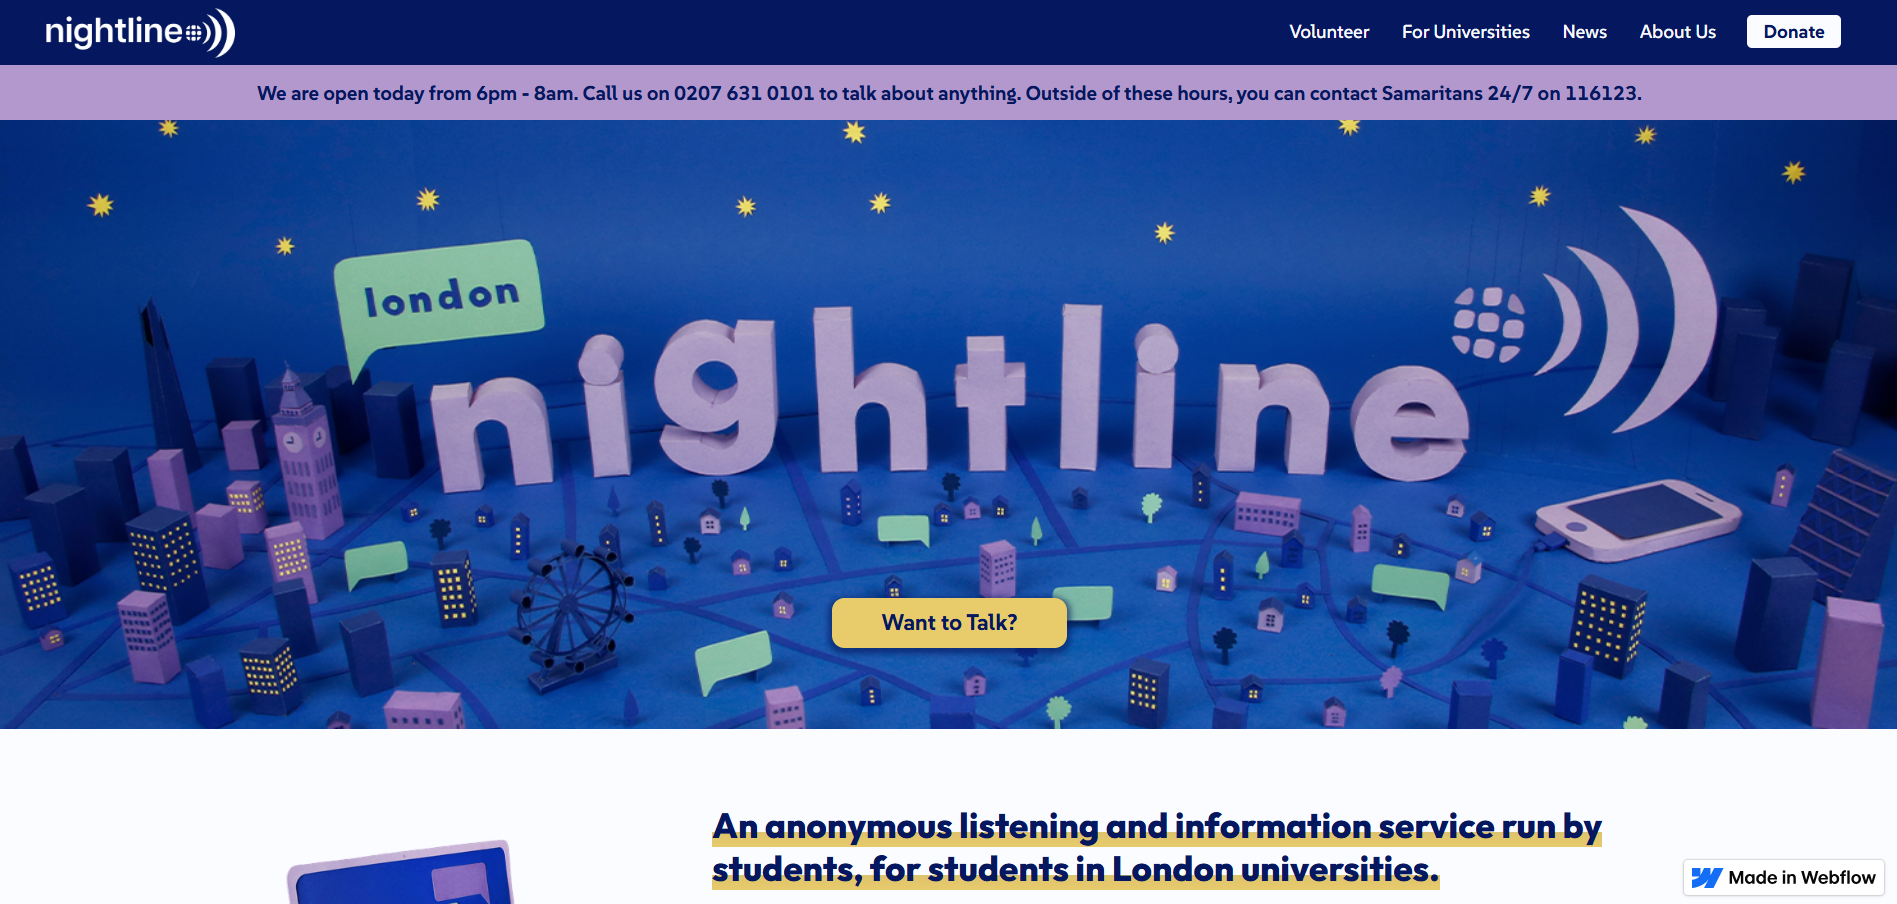 nightline
Volunteer
For Universities
News
About Us
Donate
We are open today from 6pm - 8am. Call us on 0207 631 0101 to talk about anything. Outside of these hours, you can contact Samaritans 24/7 on 116123.
london
nightline
Want to Talk?
An anonymous listening and information service run by
students, for students in London universities.
Made in Webflow